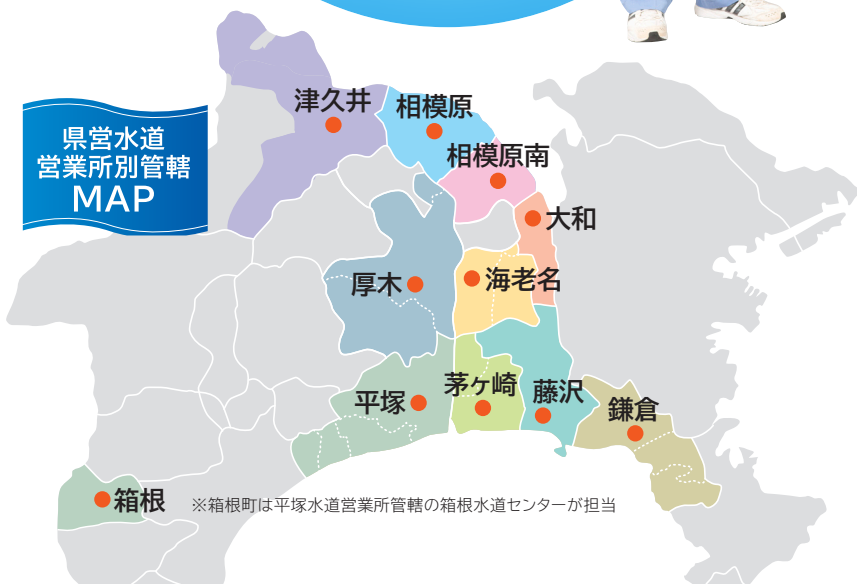 県営水道
営業所別管轄
MAP
津久井
相模原
相模原南
大和
厚木
海老名
平塚
茅ヶ崎
藤沢
鎌倉
箱根
※箱根町は平塚水道営業所管轄の箱根水道センターが担当